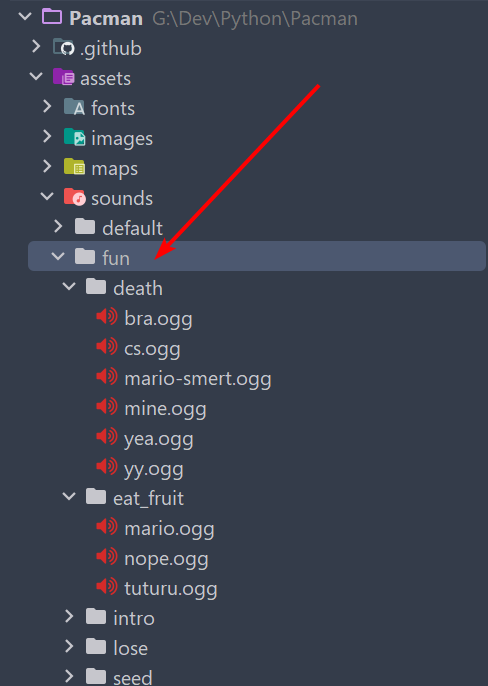 Pacman G:\Dev\Python\Pacman
.github
assets
fonts
images
maps
sounds
default
fun
death
bra.ogg
cs.ogg
mario-smert.ogg
mine.ogg
yea.ogg
yy.ogg
eat_fruit
mario.ogg
nope.ogg
tuturu.ogg
intro
lose
seed